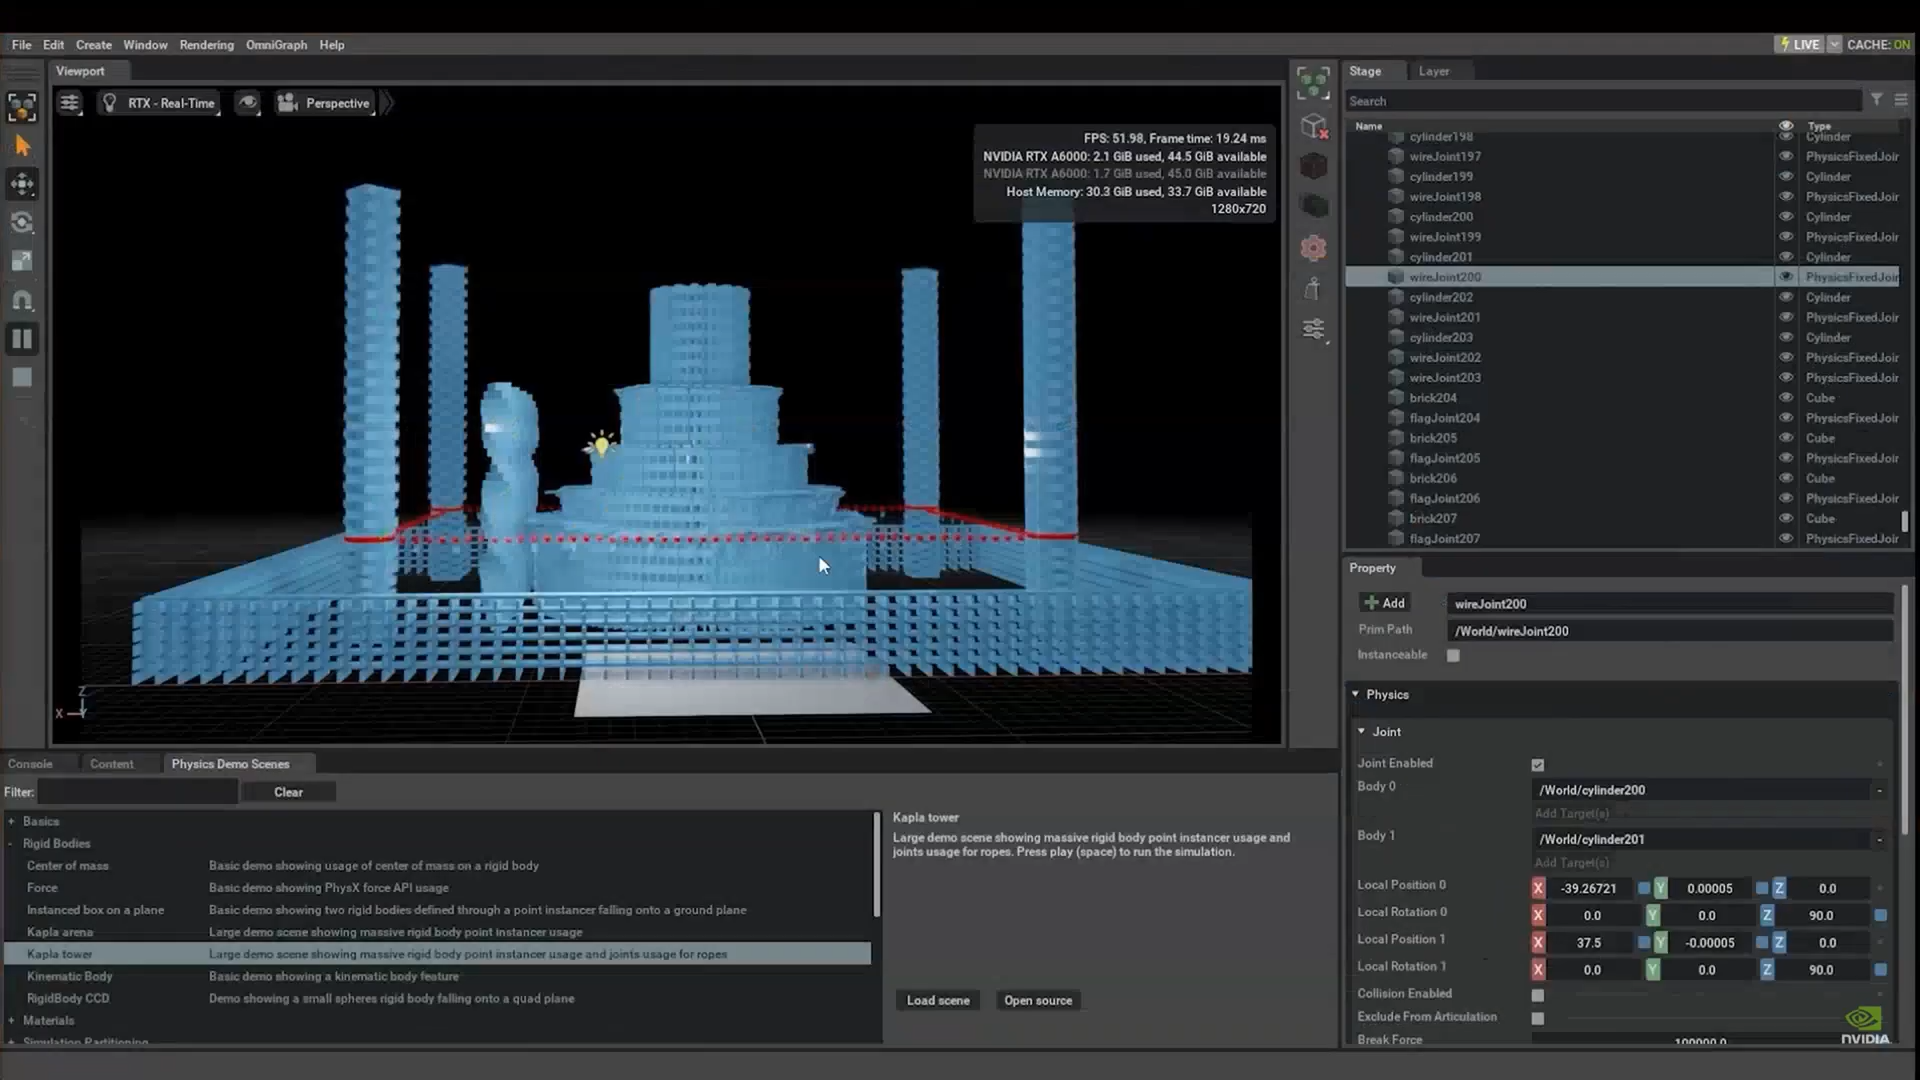 File Edit Create Window Rendering OmniGraph Help
LIVE CACHE: ON
Viewport
RTX - Real-Time
Perspective
FPS: 51.98, Frame time: 19.24 ms
NVIDIA RTX A6000: 2.1 GiB used, 44.5 GiB available
NVIDIA RTX A6000: 1.7 GiB used, 45.0 GiB available
Host Memory: 30.3 GiB used, 33.7 GiB available
1280x720
Z
X
Y
Stage Layer
Search
Name Type
cylinder198 Cylinder
wireJoint197 PhysicsFixedJoir
cylinder199 Cylinder
wireJoint198 PhysicsFixedJoir
cylinder200 Cylinder
wireJoint199 PhysicsFixedJoir
cylinder201 Cylinder
wireJoint200 PhysicsFixedJoir
cylinder202 Cylinder
wireJoint201 PhysicsFixedJoir
cylinder203 Cylinder
wireJoint202 PhysicsFixedJoir
wireJoint203 PhysicsFixedJoir
brick204 Cube
flagJoint204 PhysicsFixedJoir
brick205 Cube
flagJoint205 PhysicsFixedJoir
brick206 Cube
flagJoint206 PhysicsFixedJoir
brick207 Cube
flagJoint207 PhysicsFixedJoir
Property
Add wireJoint200
Prim Path /World/wireJoint200
Instanceable
Physics
Joint
Joint Enabled
Body 0 /World/cylinder200 -
Add Target(s)
Body 1 /World/cylinder201 -
Add Target(s)
Local Position 0 X -39.26721 Y 0.00005 Z 0.0
Local Rotation 0 X 0.0 Y 0.0 Z 90.0
Local Position 1 X 37.5 Y -0.00005 Z 0.0
Local Rotation 1 X 0.0 Y 0.0 Z 90.0
Collision Enabled
Exclude From Articulation
Break Force 100000.0
NVIDIA
Console Content Physics Demo Scenes
Filter: Clear
+ Basics
- Rigid Bodies
Center of mass Basic demo showing usage of center of mass on a rigid body
Force Basic demo showing PhysX force API usage
Instanced box on a plane Basic demo showing two rigid bodies defined through a point instancer falling onto a ground plane
Kapla arena Large demo scene showing massive rigid body point instancer usage
Kapla tower Large demo scene showing massive rigid body point instancer usage and joints usage for ropes
Kinematic Body Basic demo showing a kinematic body feature
RigidBody CCD Demo showing a small spheres rigid body falling onto a quad plane
+ Materials
+ Simulation Partitioning
Kapla tower
Large demo scene showing massive rigid body point instancer usage and
joints usage for ropes. Press play (space) to run the simulation.
Load scene Open source